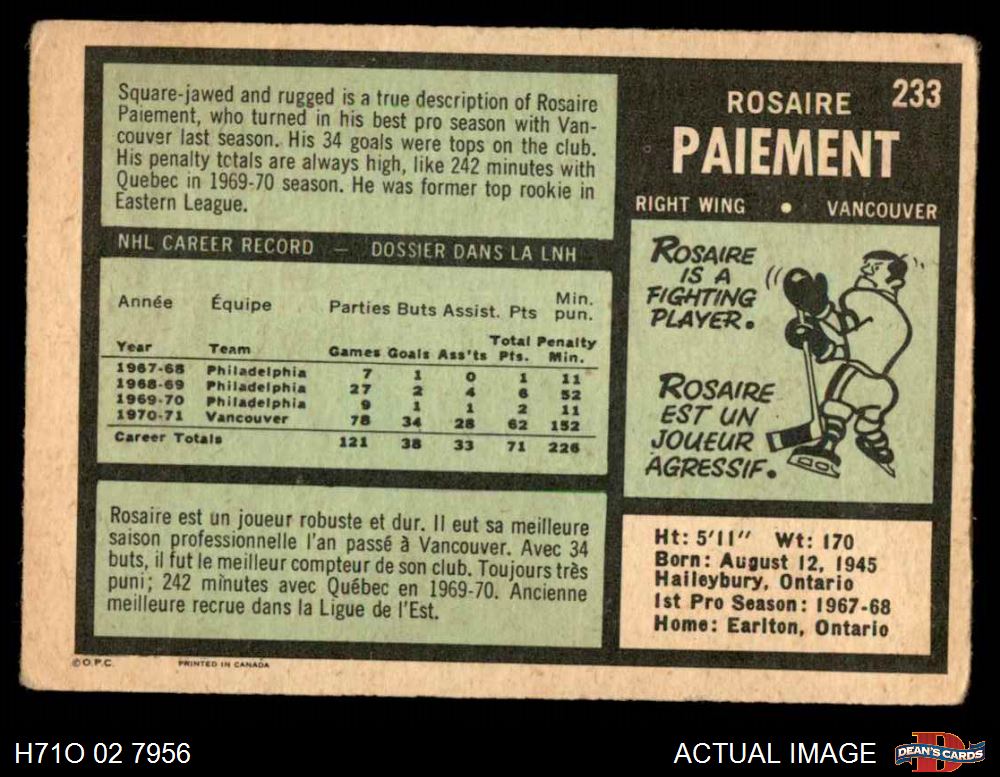 Square-jawed and rugged is a true description of Rosaire
Paiement, who turned in his best pro season with Van-
couver last season. His 34 goals were tops on the club.
His penalty totals are always high, like 242 minutes with
Quebec in 1969-70 season. He was former top rookie in
Eastern League.
ROSAIRE 233
PAIEMENT
RIGHT WING • VANCOUVER
NHL CAREER RECORD — DOSSIER DANS LA LNH
Année Équipe Parties Buts Assist. Pts Min. pun.
Year Team Games Goals Ass'ts Total Pts. Penalty Min.
1967-68 Philadelphia 7 1 0 1 11
1968-69 Philadelphia 27 2 4 6 52
1969-70 Philadelphia 9 1 1 2 11
1970-71 Vancouver 78 34 28 62 152
Career Totals 121 38 33 71 226
ROSAIRE
IS A
FIGHTING
PLAYER.
ROSAIRE
EST UN
JOUEUR
AGRESSIF.
Rosaire est un joueur robuste et dur. Il eut sa meilleure
saison professionnelle l'an passé à Vancouver. Avec 34
buts, il fut le meilleur compteur de son club. Toujours très
puni; 242 minutes avec Québec en 1969-70. Ancienne
meilleure recrue dans la Ligue de l'Est.
Ht: 5'11" Wt: 170
Born: August 12, 1945
Haileybury, Ontario
1st Pro Season: 1967-68
Home: Earlton, Ontario
©O.P.C. PRINTED IN CANADA
H71O 02 7956
ACTUAL IMAGE
D
DEAN'S CARDS